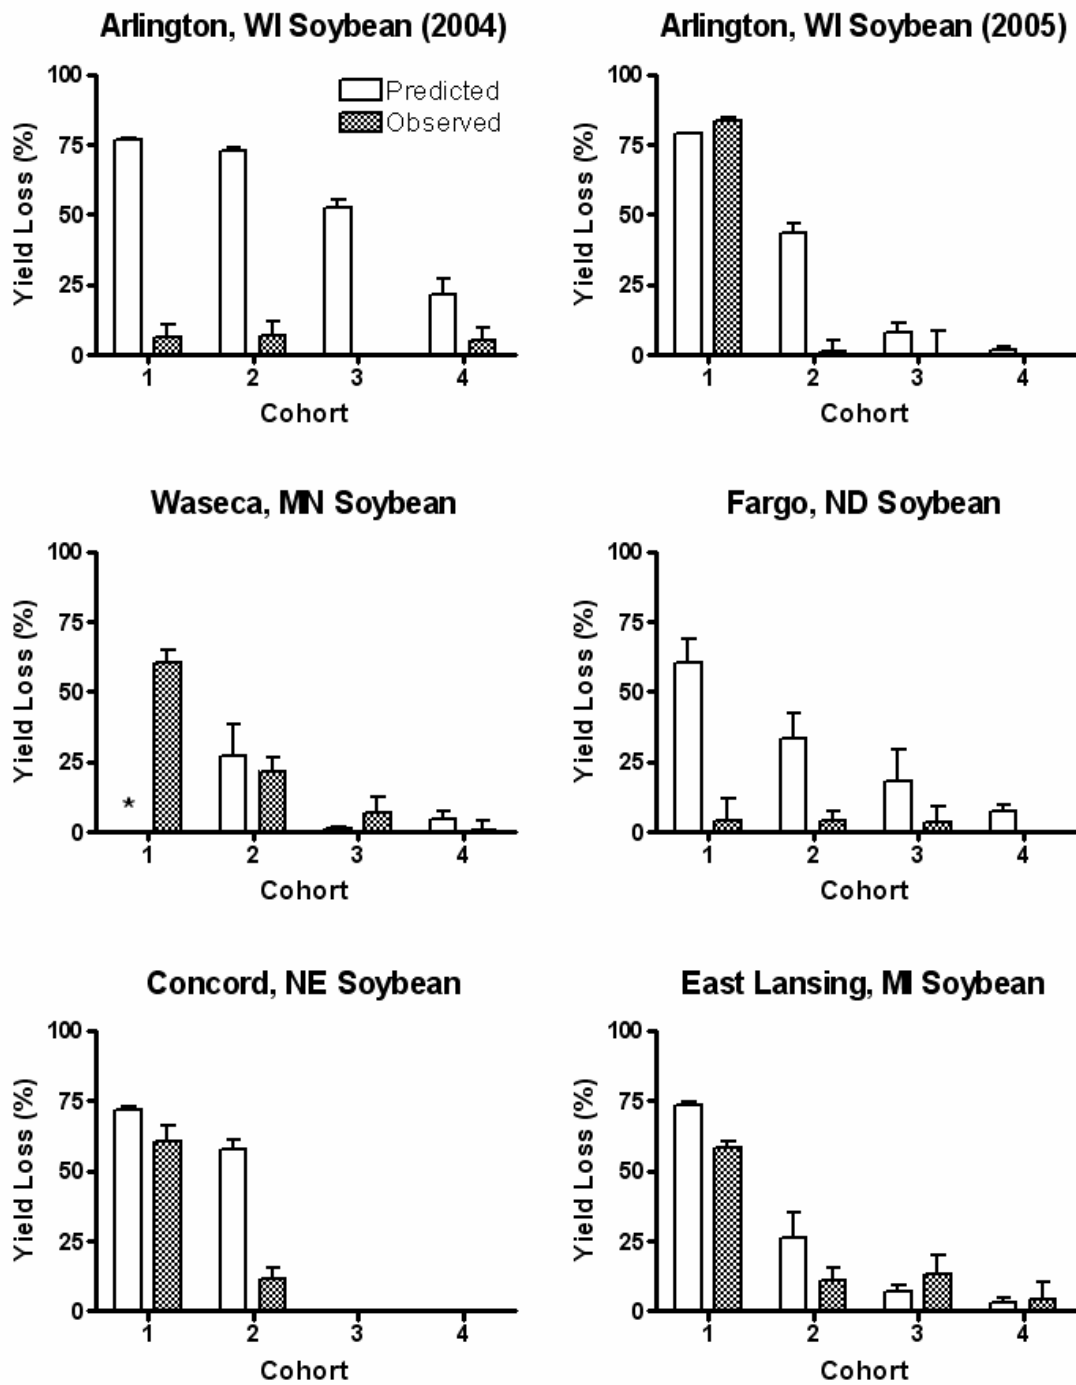 Arlington, WI Soybean (2004)
100
75
50
25
0
Yield Loss (%)
Predicted
Observed
1 2 3 4
Cohort
Arlington, WI Soybean (2005)
100
75
50
25
0
Yield Loss (%)
1 2 3 4
Cohort
Waseca, MN Soybean
100
75
50
25
0
Yield Loss (%)
*
1 2 3 4
Cohort
Fargo, ND Soybean
100
75
50
25
0
Yield Loss (%)
1 2 3 4
Cohort
Concord, NE Soybean
100
75
50
25
0
Yield Loss (%)
1 2 3 4
Cohort
East Lansing, MI Soybean
100
75
50
25
0
Yield Loss (%)
1 2 3 4
Cohort